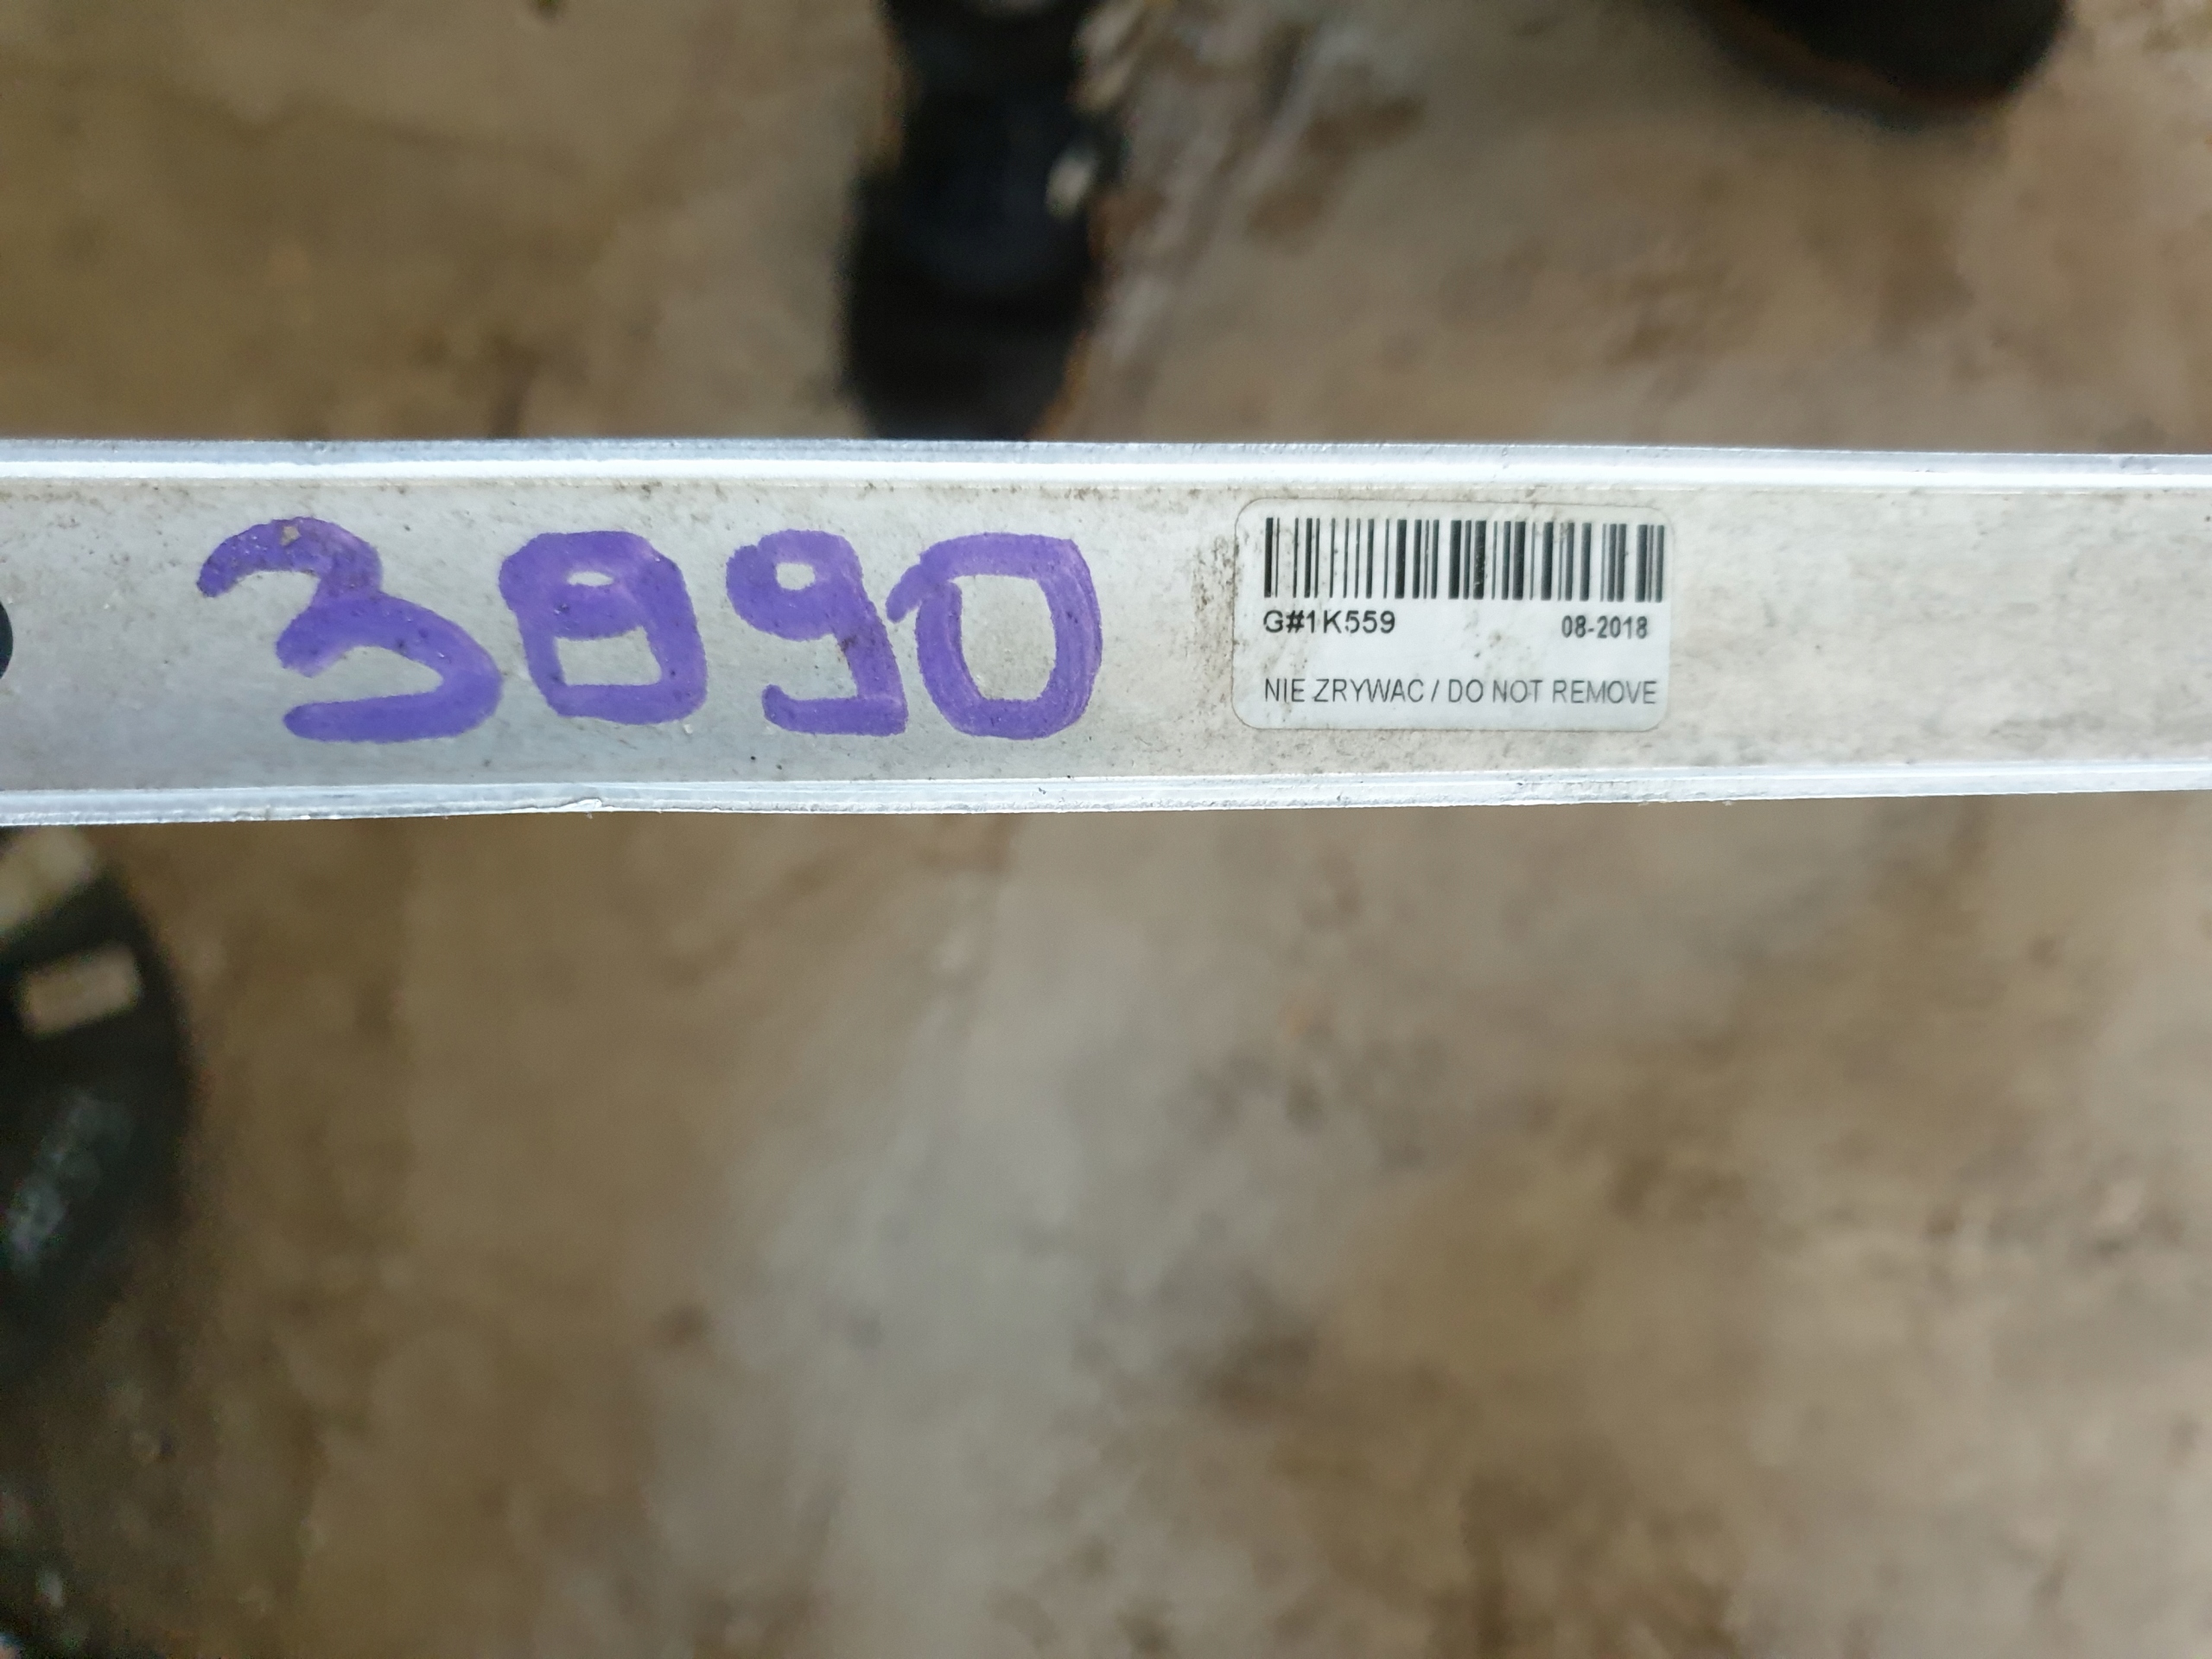 3890
G#1K559 08-2018
NIE ZRYWAC / DO NOT REMOVE